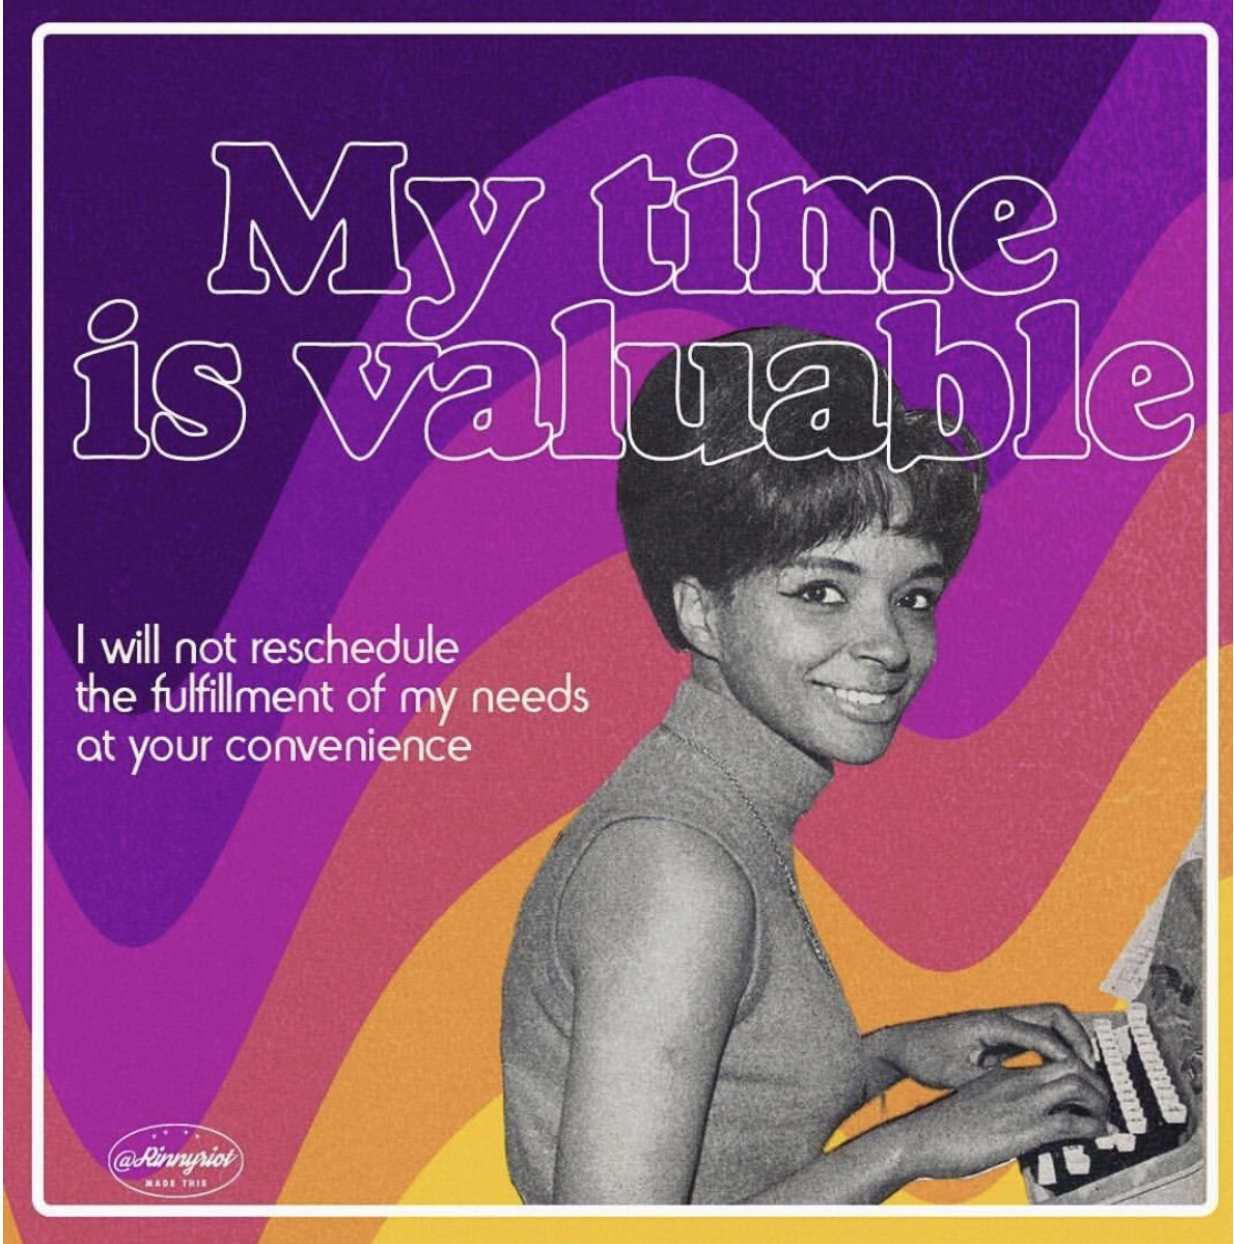 My time
is valuable
I will not reschedule
the fulfillment of my needs
at your convenience
@Rinnyriot
MADE THIS